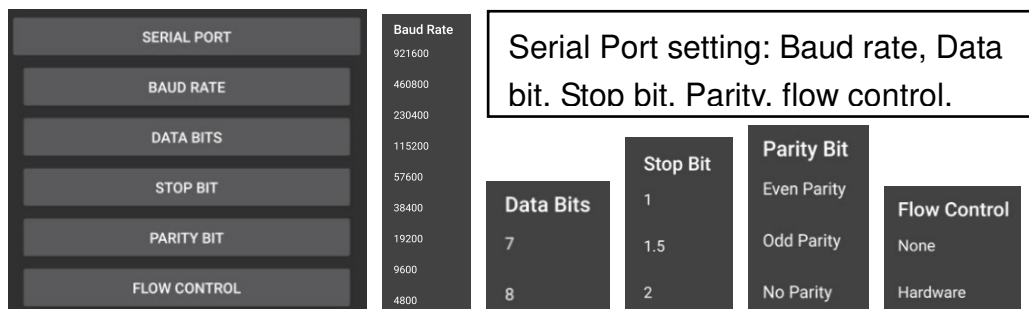 SERIAL PORT
BAUD RATE
DATA BITS
STOP BIT
PARITY BIT
FLOW CONTROL
Baud Rate
921600
460800
230400
115200
57600
38400
19200
9600
4800
Serial Port setting: Baud rate, Data
bit, Stop bit, Parity, flow control.
Data Bits
7
8
Stop Bit
1
1.5
2
Parity Bit
Even Parity
Odd Parity
No Parity
Flow Control
None
Hardware